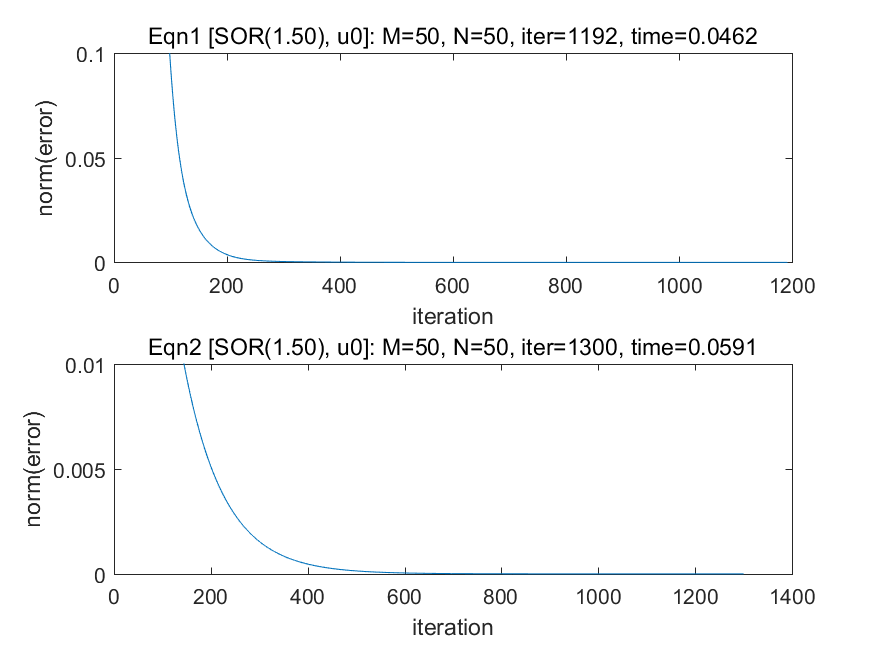 Eqn1 [SOR(1.50), u0]: M=50, N=50, iter=1192, time=0.0462
0.1
0.05
0
norm(error)
0 200 400 600 800 1000 1200
iteration
Eqn2 [SOR(1.50), u0]: M=50, N=50, iter=1300, time=0.0591
0.01
0.005
0
norm(error)
0 200 400 600 800 1000 1200 1400
iteration